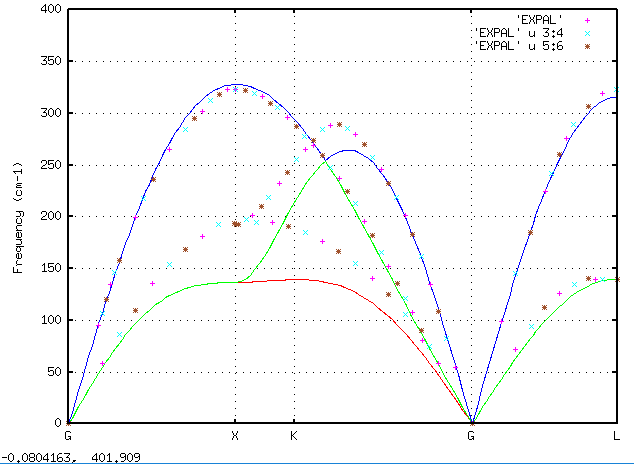 400
350
300
250
200
150
100
50
0
Frequency (cm-1)
'EXPAL'
'EXPAL' u 3:4
'EXPAL' u 5:6
G X K G L
-0.0804163, 401.909